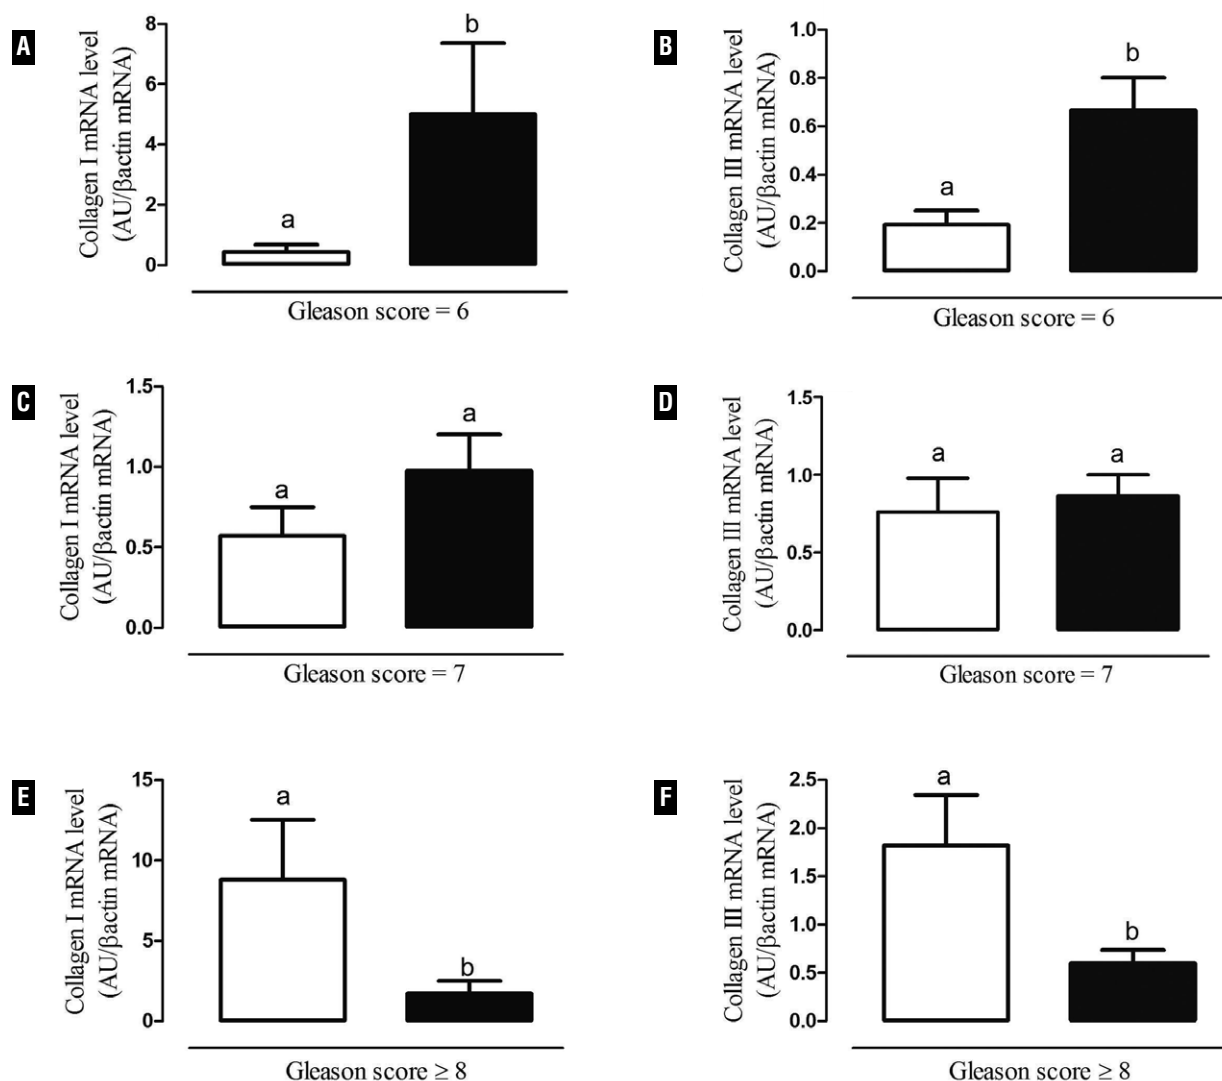 A
Collagen I mRNA level
(AU/βactin mRNA)
8
6
4
2
0
a
b
Gleason score = 6
B
Collagen III mRNA level
(AU/βactin mRNA)
1.0
0.8
0.6
0.4
0.2
0.0
a
b
Gleason score = 6
C
Collagen I mRNA level
(AU/βactin mRNA)
1.5
1.0
0.5
0.0
a
a
Gleason score = 7
D
Collagen III mRNA level
(AU/βactin mRNA)
1.5
1.0
0.5
0.0
a
a
Gleason score = 7
E
Collagen I mRNA level
(AU/βactin mRNA)
15
10
5
0
a
b
Gleason score ≥ 8
F
Collagen III mRNA level
(AU/βactin mRNA)
2.5
2.0
1.5
1.0
0.5
0.0
a
b
Gleason score ≥ 8